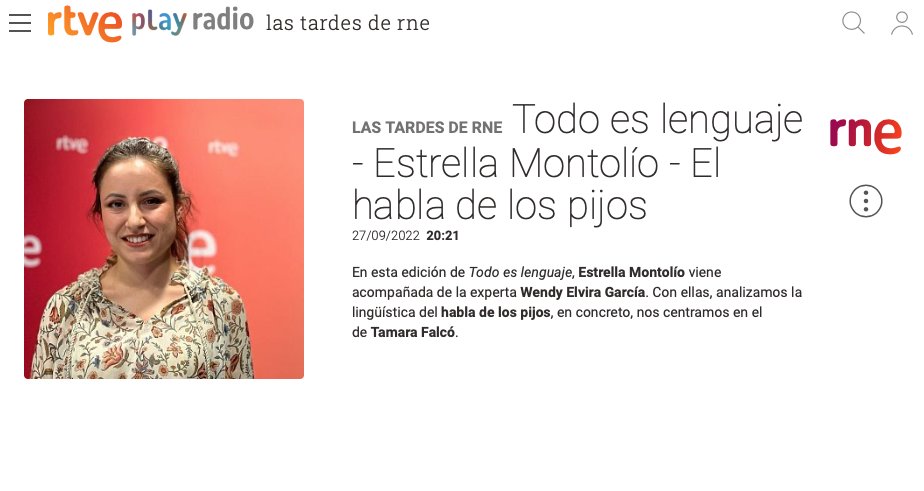 rtve play radio las tardes de rne
rtve
rtve
e
e
LAS TARDES DE RNE Todo es lenguaje
- Estrella Montolío - El
habla de los pijos
27/09/2022 20:21
En esta edición de Todo es lenguaje, Estrella Montolío viene
acompañada de la experta Wendy Elvira García. Con ellas, analizamos la
lingüística del habla de los pijos, en concreto, nos centramos en el
de Tamara Falcó.
rne